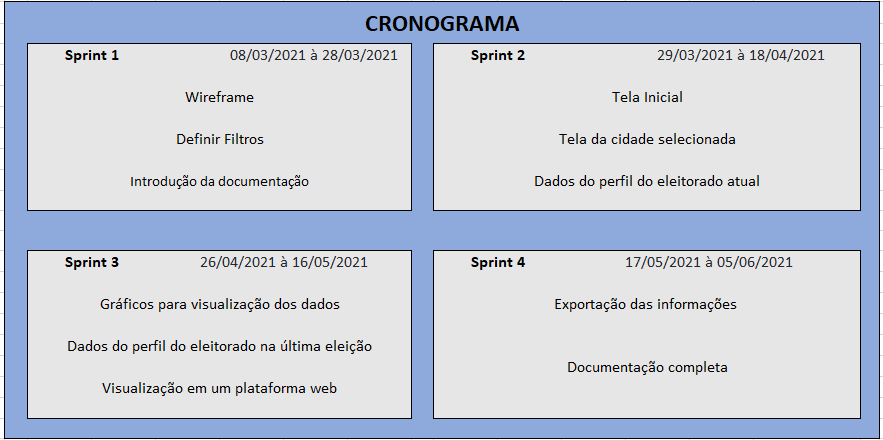 CRONOGRAMA
Sprint 1 08/03/2021 à 28/03/2021
Wireframe
Definir Filtros
Introdução da documentação
Sprint 2 29/03/2021 à 18/04/2021
Tela Inicial
Tela da cidade selecionada
Dados do perfil do eleitorado atual
Sprint 3 26/04/2021 à 16/05/2021
Gráficos para visualização dos dados
Dados do perfil do eleitorado na última eleição
Visualização em um plataforma web
Sprint 4 17/05/2021 à 05/06/2021
Exportação das informações
Documentação completa